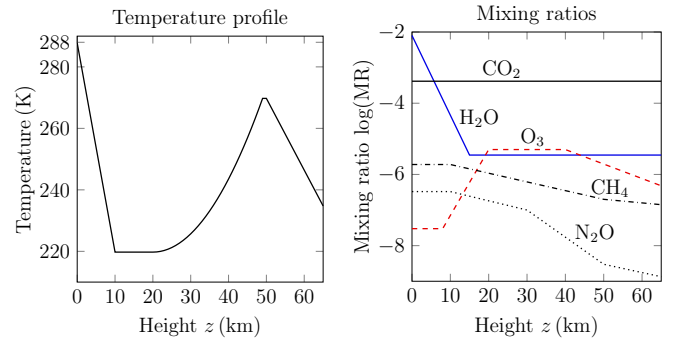 Temperature profile
288
280
260
240
220
0 10 20 30 40 50 60
Height z (km)
Temperature (K)
Mixing ratios
−2
−4
−6
−8
0 10 20 30 40 50 60
Height z (km)
Mixing ratio log(MR)
CO₂
H₂O
O₃
CH₄
N₂O